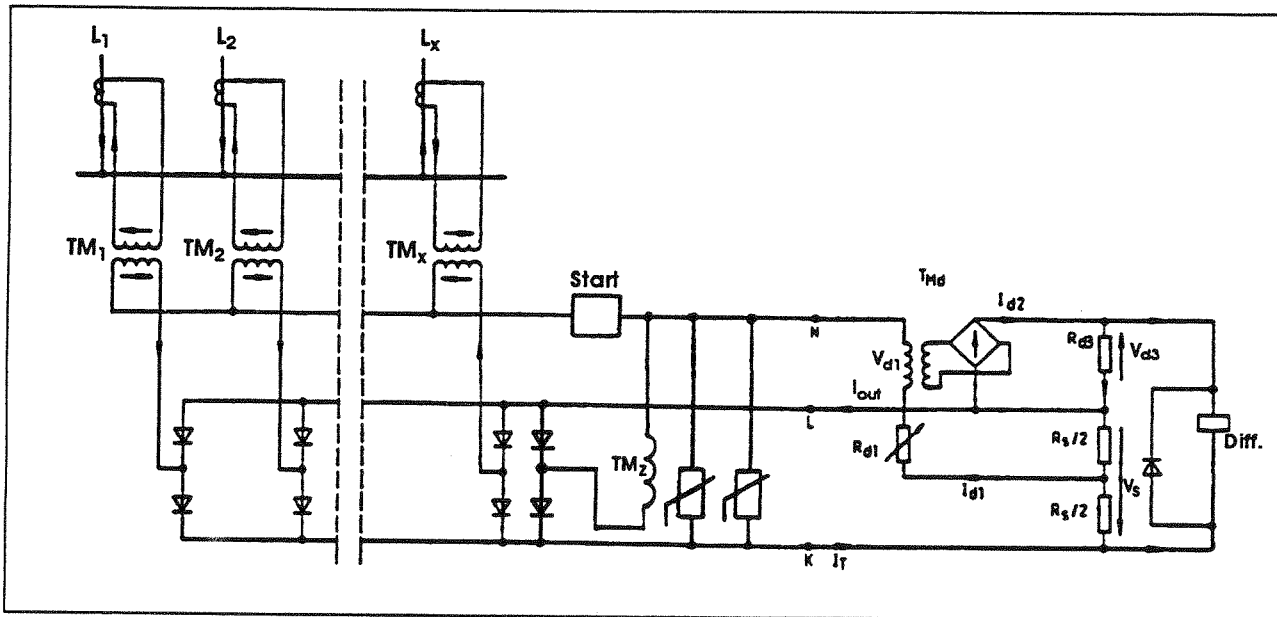 L1 L2 Lx
TM1 TM2 TMx
Start
TMd
Id2
N
Vd1
Rd3
Vd3
Iout
L
Rd1
Rs/2
Diff.
TMz
Id1
Vs
Rs/2
K IT